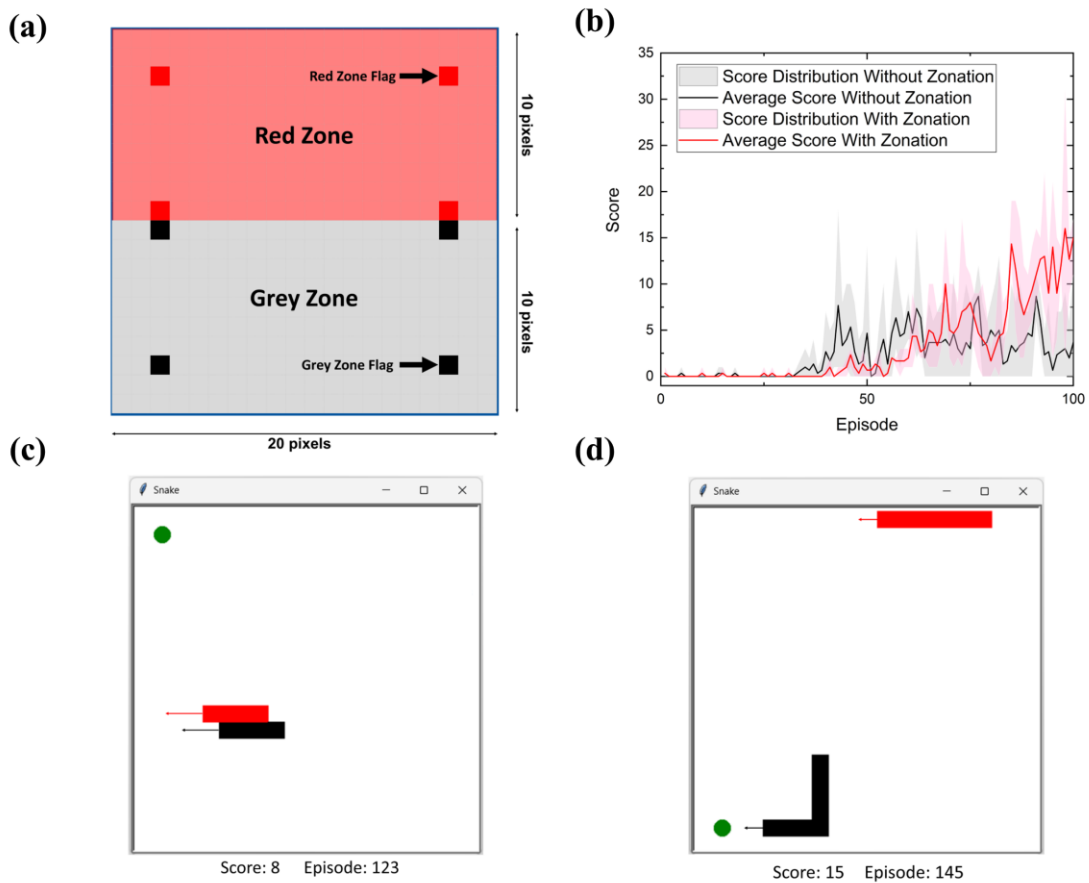 (a)
Red Zone Flag
Red Zone
10 pixels
Grey Zone
10 pixels
Grey Zone Flag
20 pixels
(b)
35
30
25
20
15
10
5
0
Score
Score Distribution Without Zonation
Average Score Without Zonation
Score Distribution With Zonation
Average Score With Zonation
0
50
100
Episode
(c)
Snake
Score: 8 Episode: 123
(d)
Snake
Score: 15 Episode: 145